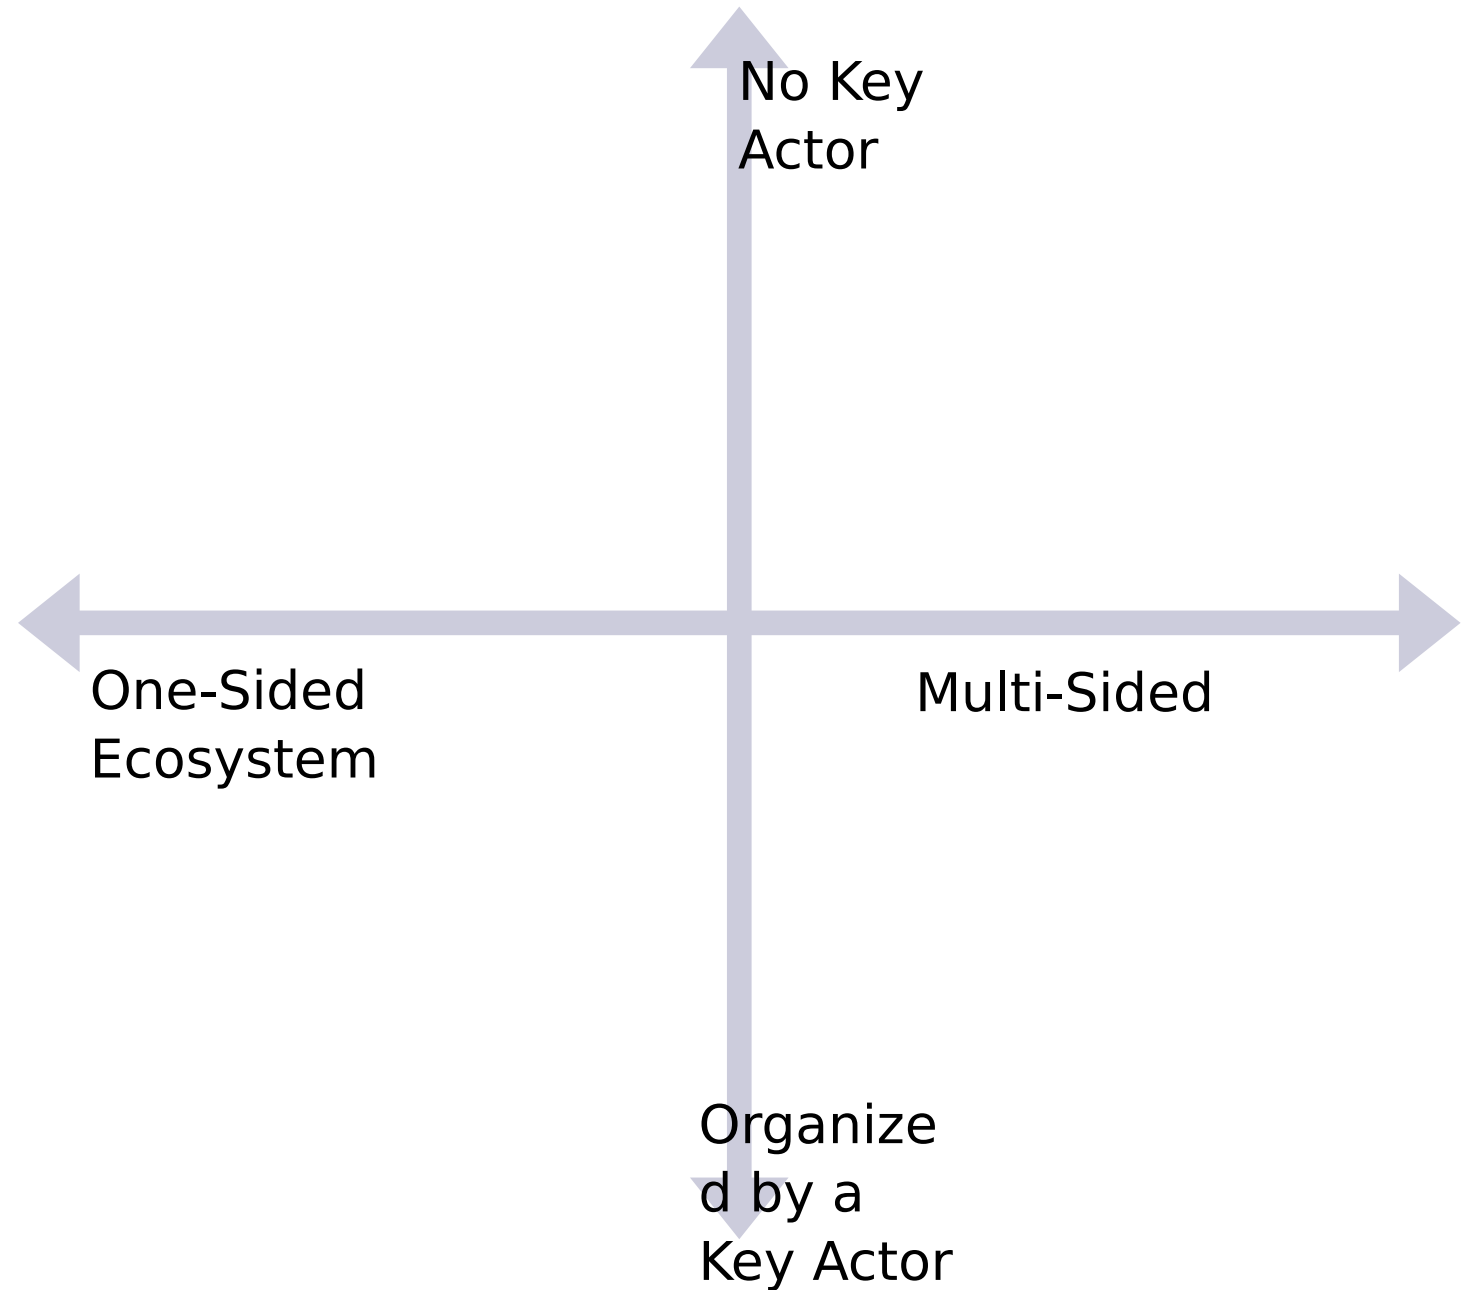 No Key
Actor
One-Sided
Ecosystem
Multi-Sided
Organize
d by a
Key Actor